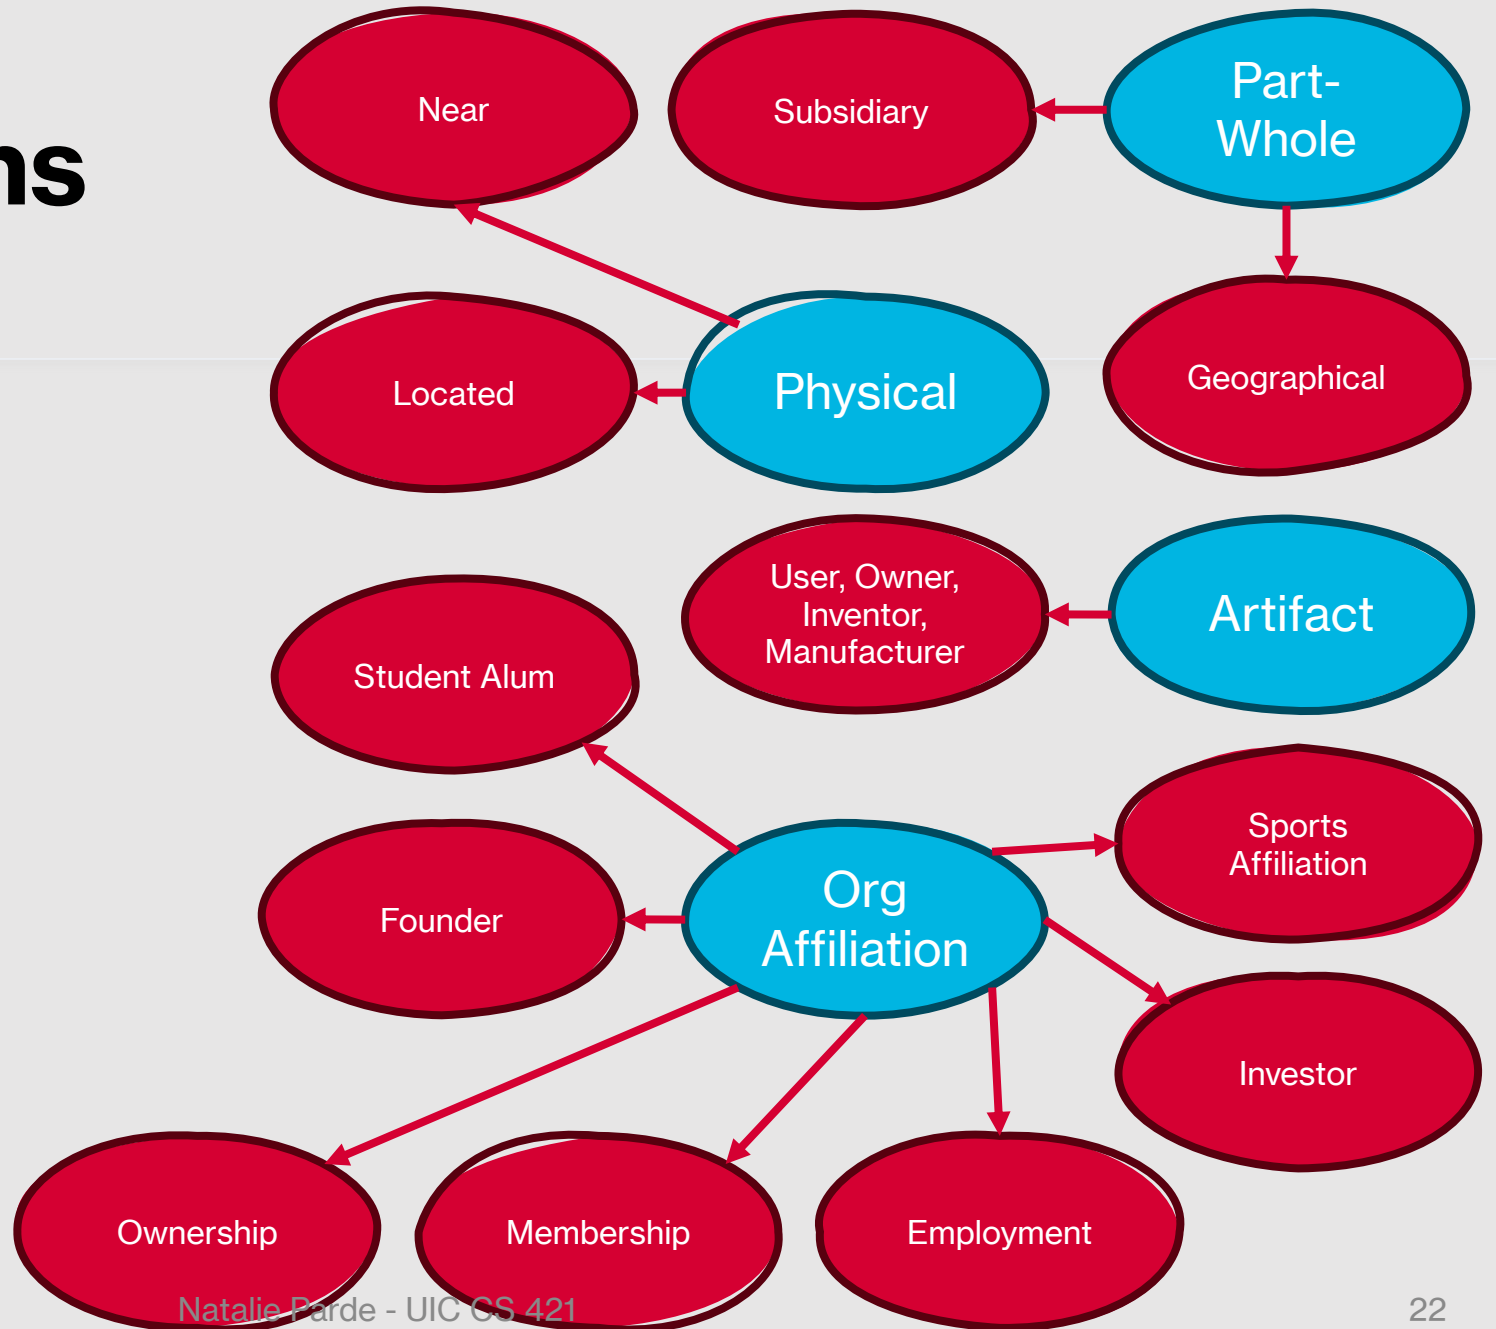 ns
Near
Subsidiary
Part-
Whole
Located
Physical
Geographical
User, Owner,
Inventor,
Manufacturer
Artifact
Student Alum
Sports
Affiliation
Founder
Org
Affiliation
Investor
Ownership
Membership
Employment
Natalie Parde - UIC CS 421
22